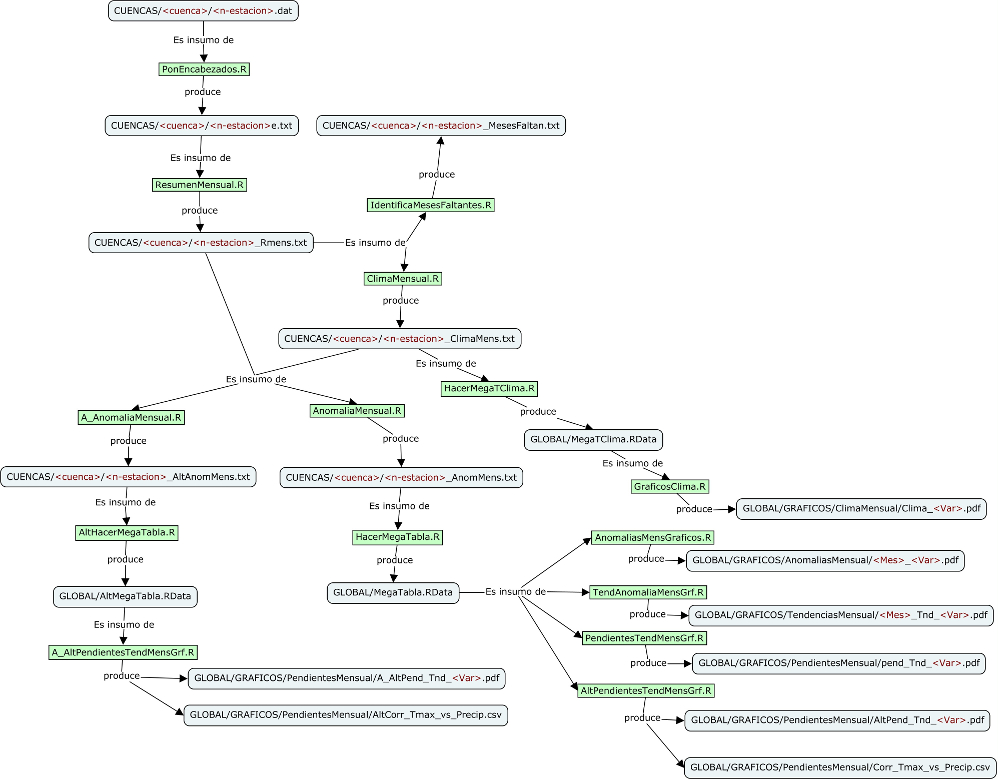 CUENCAS/<cuenca>/<n-estacion>.dat
Es insumo de
PonEncabezados.R
produce
CUENCAS/<cuenca>/<n-estacion>e.txt
CUENCAS/<cuenca>/<n-estacion>_MesesFaltan.txt
Es insumo de
produce
ResumenMensual.R
IdentificaMesesFaltantes.R
produce
CUENCAS/<cuenca>/<n-estacion>_Rmens.txt
Es insumo de
ClimaMensual.R
produce
CUENCAS/<cuenca>/<n-estacion>_ClimaMens.txt
Es insumo de
Es insumo de
HacerMegaTClima.R
A_AnomaliaMensual.R
AnomaliaMensual.R
produce
produce
produce
GLOBAL/MegaTClima.RData
Es insumo de
CUENCAS/<cuenca>/<n-estacion>_AltAnomMens.txt
CUENCAS/<cuenca>/<n-estacion>_AnomMens.txt
GraficosClima.R
Es insumo de
Es insumo de
produce
GLOBAL/GRAFICOS/ClimaMensual/Clima_<Var>.pdf
AltHacerMegaTabla.R
HacerMegaTabla.R
AnomaliasMensGraficos.R
produce
produce
produce
GLOBAL/GRAFICOS/AnomaliasMensual/<Mes>_<Var>.pdf
GLOBAL/AltMegaTabla.RData
GLOBAL/MegaTabla.RData
Es insumo de
TendAnomaliaMensGrf.R
produce
GLOBAL/GRAFICOS/TendenciasMensual/<Mes>_Tnd_<Var>.pdf
Es insumo de
PendientesTendMensGrf.R
A_AltPendientesTendMensGrf.R
produce
GLOBAL/GRAFICOS/PendientesMensual/pend_Tnd_<Var>.pdf
produce
GLOBAL/GRAFICOS/PendientesMensual/A_AltPend_Tnd_<Var>.pdf
AltPendientesTendMensGrf.R
GLOBAL/GRAFICOS/PendientesMensual/AltCorr_Tmax_vs_Precip.csv
produce
GLOBAL/GRAFICOS/PendientesMensual/AltPend_Tnd_<Var>.pdf
GLOBAL/GRAFICOS/PendientesMensual/Corr_Tmax_vs_Precip.csv